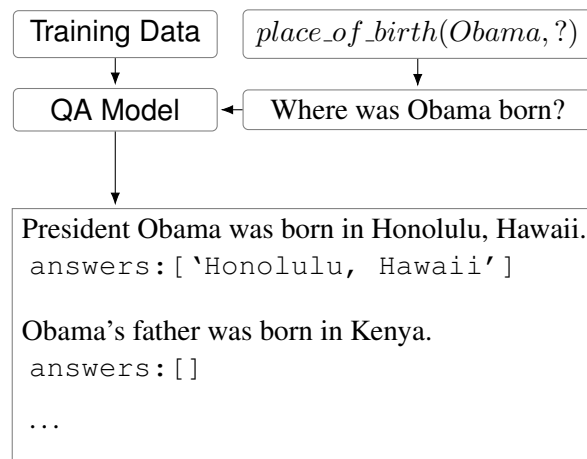 Training Data
place_of_birth(Obama, ?)
QA Model
Where was Obama born?
President Obama was born in Honolulu, Hawaii.
answers:[‘Honolulu, Hawaii’]
Obama’s father was born in Kenya.
answers:[]
...